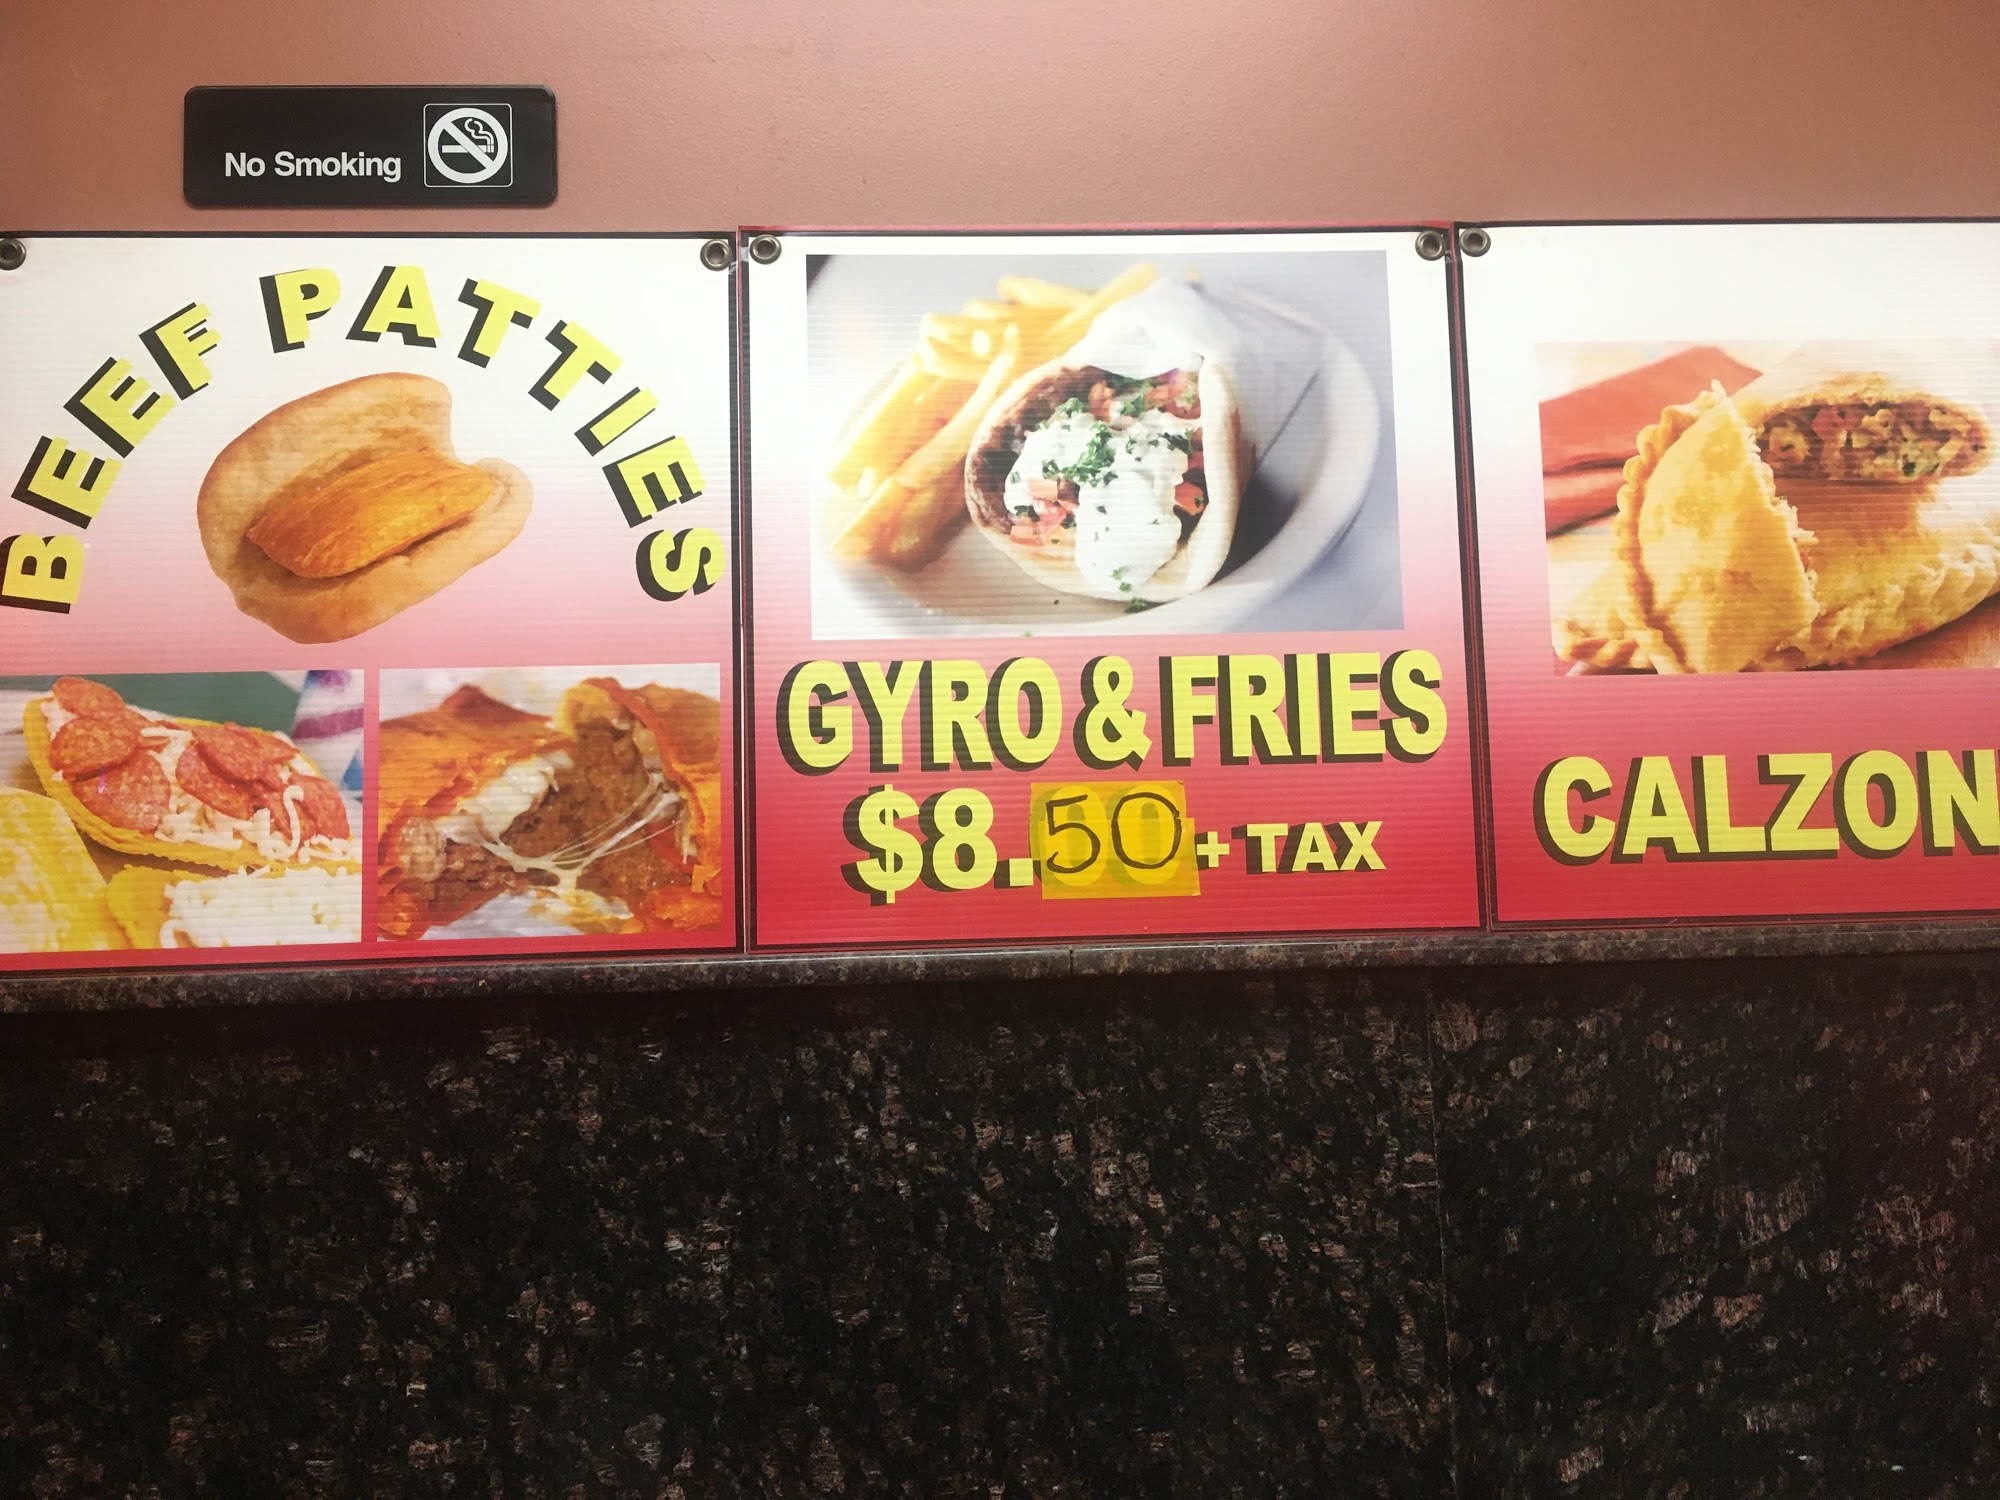 No Smoking
BEEF PATTIES
GYRO & FRIES
$8.50 + TAX
CALZON